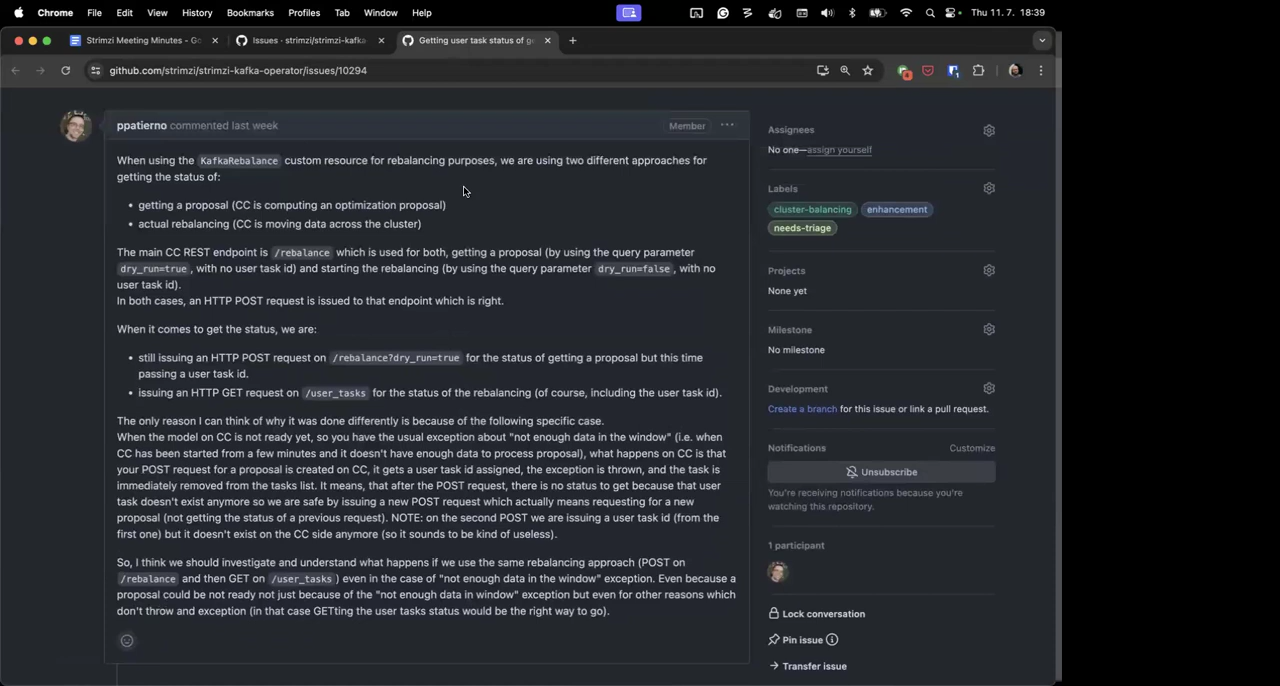 Chrome File Edit View History Bookmarks Profiles Tab Window Help Thu 11. 7. 18:39
Strimzi Meeting Minutes - Go Issues · strimzi/strimzi-kafka Getting user task status of ge
github.com/strimzi/strimzi-kafka-operator/issues/10294
ppatierno commented last week Member
When using the KafkaRebalance custom resource for rebalancing purposes, we are using two different approaches for
getting the status of:
• getting a proposal (CC is computing an optimization proposal)
• actual rebalancing (CC is moving data across the cluster)
The main CC REST endpoint is /rebalance which is used for both, getting a proposal (by using the query parameter
dry_run=true , with no user task id) and starting the rebalancing (by using the query parameter dry_run=false , with no
user task id).
In both cases, an HTTP POST request is issued to that endpoint which is right.
When it comes to get the status, we are:
• still issuing an HTTP POST request on /rebalance?dry_run=true for the status of getting a proposal but this time
passing a user task id.
• issuing an HTTP GET request on /user_tasks for the status of the rebalancing (of course, including the user task id).
The only reason I can think of why it was done differently is because of the following specific case.
When the model on CC is not ready yet, so you have the usual exception about "not enough data in the window" (i.e. when
CC has been started from a few minutes and it doesn't have enough data to process proposal), what happens on CC is that
your POST request for a proposal is created on CC, it gets a user task id assigned, the exception is thrown, and the task is
immediately removed from the tasks list. It means, that after the POST request, there is no status to get because that user
task doesn't exist anymore so we are safe by issuing a new POST request which actually means requesting for a new
proposal (not getting the status of a previous request). NOTE: on the second POST we are issuing a user task id (from the
first one) but it doesn't exist on the CC side anymore (so it sounds to be kind of useless).
So, I think we should investigate and understand what happens if we use the same rebalancing approach (POST on
/rebalance and then GET on /user_tasks ) even in the case of "not enough data in the window" exception. Even because a
proposal could be not ready not just because of the "not enough data in window" exception but even for other reasons which
don't throw and exception (in that case GETting the user tasks status would be the right way to go).
Assignees
No one—assign yourself
Labels
cluster-balancing enhancement
needs-triage
Projects
None yet
Milestone
No milestone
Development
Create a branch for this issue or link a pull request.
Notifications Customize
Unsubscribe
You're receiving notifications because you're
watching this repository.
1 participant
Lock conversation
Pin issue
Transfer issue